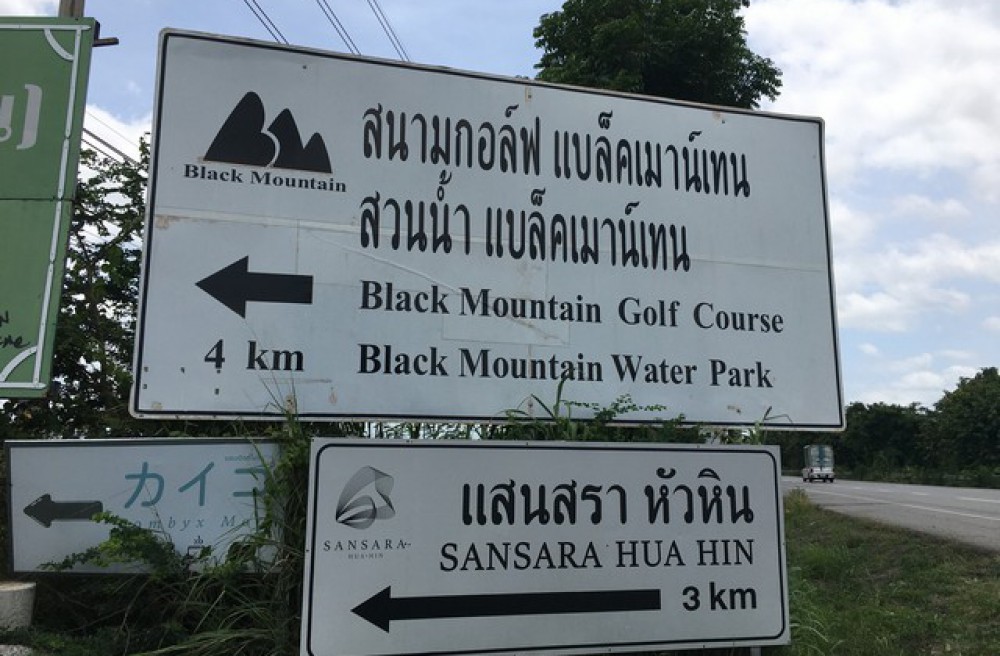 Black Mountain
สนามกอล์ฟ แบล็คเมาน์เทน
สวนน้ำ แบล็คเมาน์เทน
Black Mountain Golf Course
4 km
Black Mountain Water Park
カイコ
SANSARA
HUA·HIN
แสนสรา หัวหิน
SANSARA HUA HIN
3 km